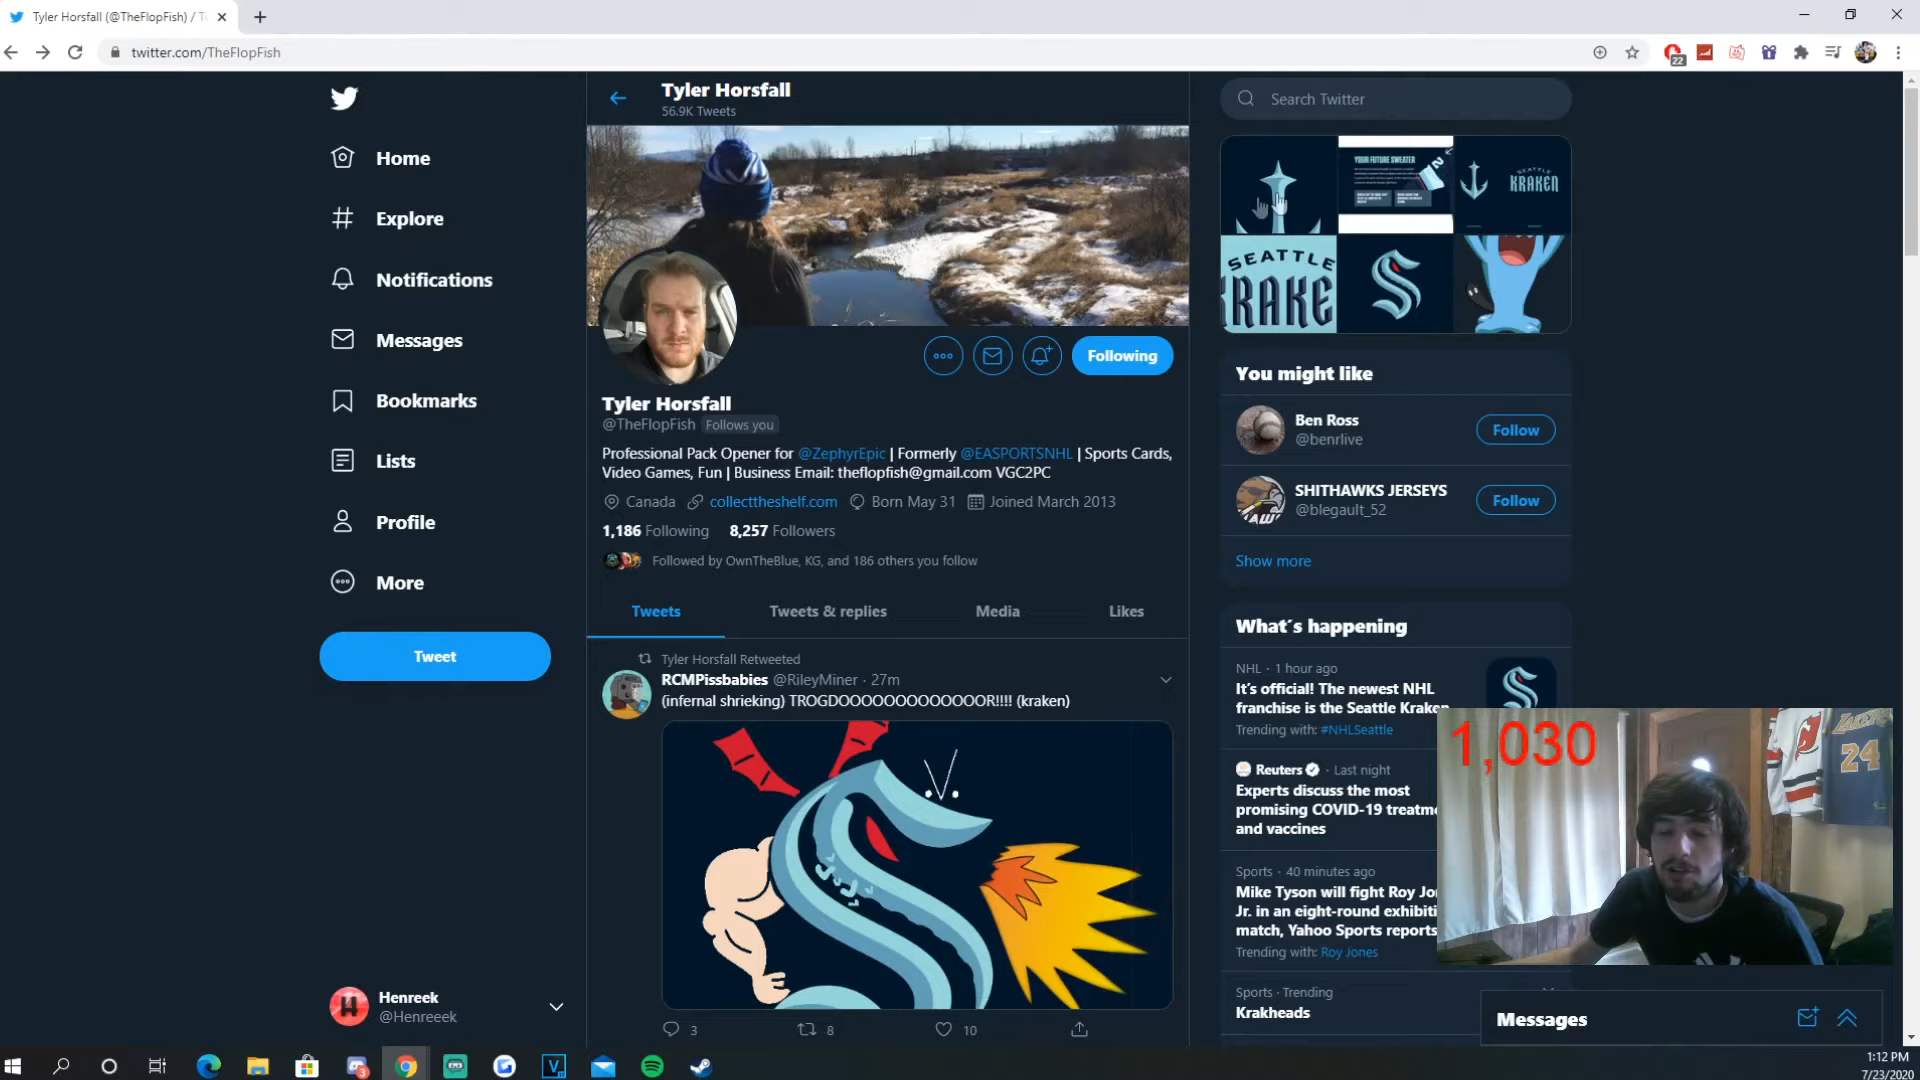 Tyler Horsfall (@TheFlopFish) / Tw
twitter.com/TheFlopFish
22
Home
Explore
Notifications
Messages
Bookmarks
Lists
Profile
More
Tweet
Henreek
@Henreeek
Tyler Horsfall
56.9K Tweets
Following
Tyler Horsfall
@TheFlopFish Follows you
Professional Pack Opener for @ZephyrEpic | Formerly @EASPORTSNHL | Sports Cards,
Video Games, Fun | Business Email: theflopfish@gmail.com VGC2PC
Canada collecttheshelf.com Born May 31 Joined March 2013
1,186 Following 8,257 Followers
Followed by OwnTheBlue, KG, and 186 others you follow
Tweets Tweets & replies Media Likes
Tyler Horsfall Retweeted
RCMPissbabies @RileyMiner · 27m
(infernal shrieking) TROGDOOOOOOOOOOOOOR!!!! (kraken)
3 8 10
Search Twitter
YOUR FUTURE SWEATER
SEATTLE
KRAKEN
SEATTLE
KRAKE
You might like
Ben Ross
@benrlive
Follow
SHITHAWKS JERSEYS
@blegault_52
Follow
Show more
What's happening
NHL · 1 hour ago
It's official! The newest NHL
franchise is the Seattle Kraken
Trending with: #NHLSeattle
Reuters · Last night
Experts discuss the most
promising COVID-19 treatme
and vaccines
Sports · 40 minutes ago
Mike Tyson will fight Roy Jo
Jr. in an eight-round exhibiti
match, Yahoo Sports reports
Trending with: Roy Jones
Sports · Trending
Krakheads
1,030
LAKERS
24
Messages
1:12 PM
7/23/2020